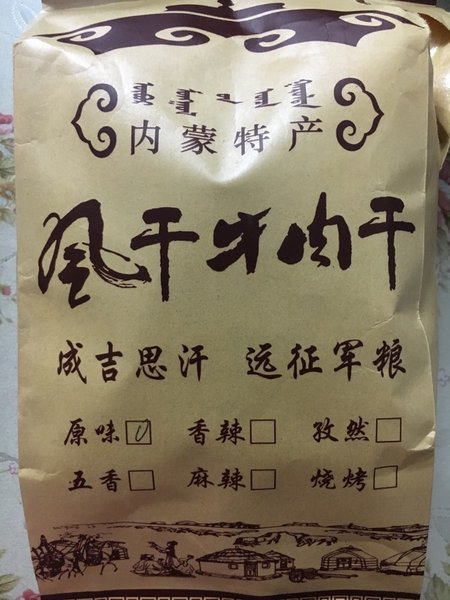 内蒙特产
风干牛肉干
成吉思汗 远征军粮
原味 香辣 孜然
五香 麻辣 烧烤